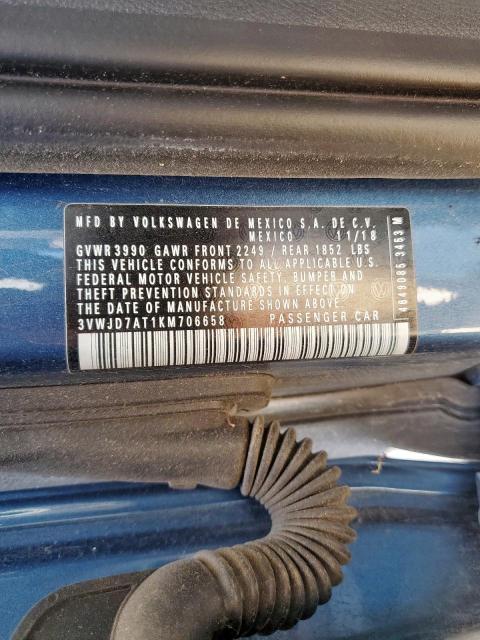 MFD BY VOLKSWAGEN DE MEXICO S.A. DE C.V.
MEXICO 11/18
GVWR 3990 GAWR FRONT 2249 / REAR 1852 LBS
THIS VEHICLE CONFORMS TO ALL APPLICABLE U.S.
FEDERAL MOTOR VEHICLE SAFETY, BUMPER AND
THEFT PREVENTION STANDARDS IN EFFECT ON
THE DATE OF MANUFACTURE SHOWN ABOVE.
3VWJD7AT1KM706658 PASSENGER CAR